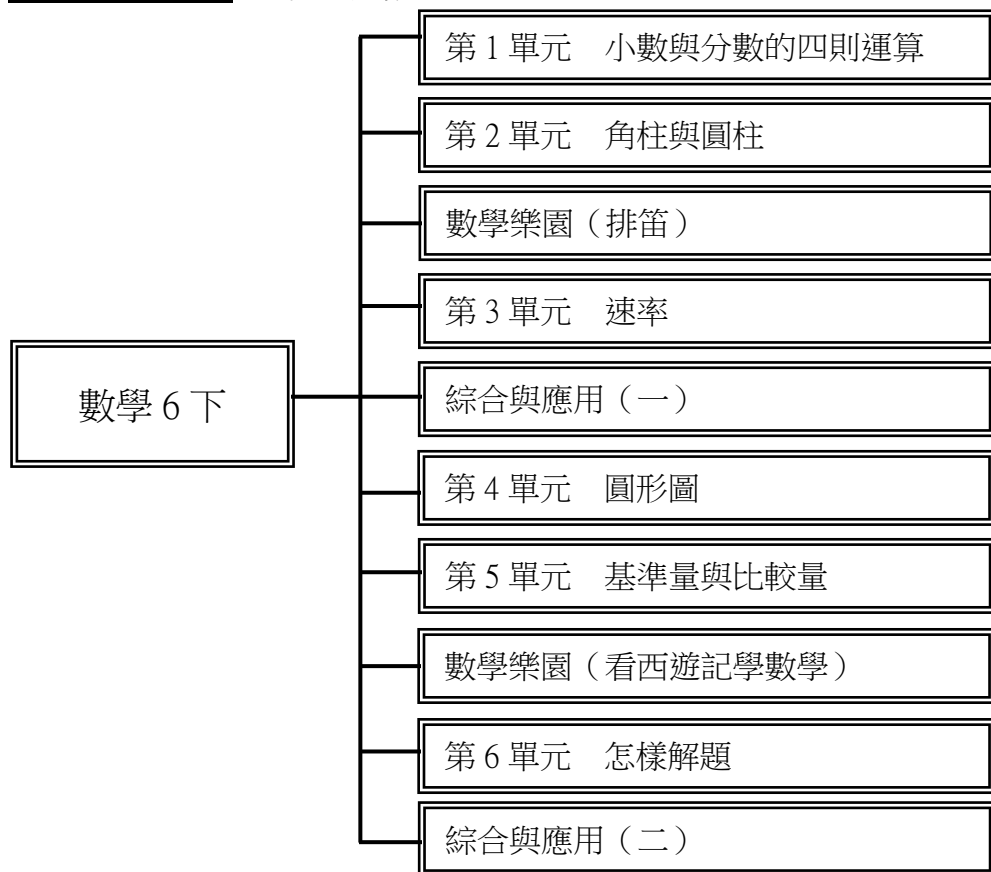 第1單元　小數與分數的四則運算
第2單元　角柱與圓柱
數學樂園（排笛）
第3單元　速率
數學6下
綜合與應用（一）
第4單元　圓形圖
第5單元　基準量與比較量
數學樂園（看西遊記學數學）
第6單元　怎樣解題
綜合與應用（二）